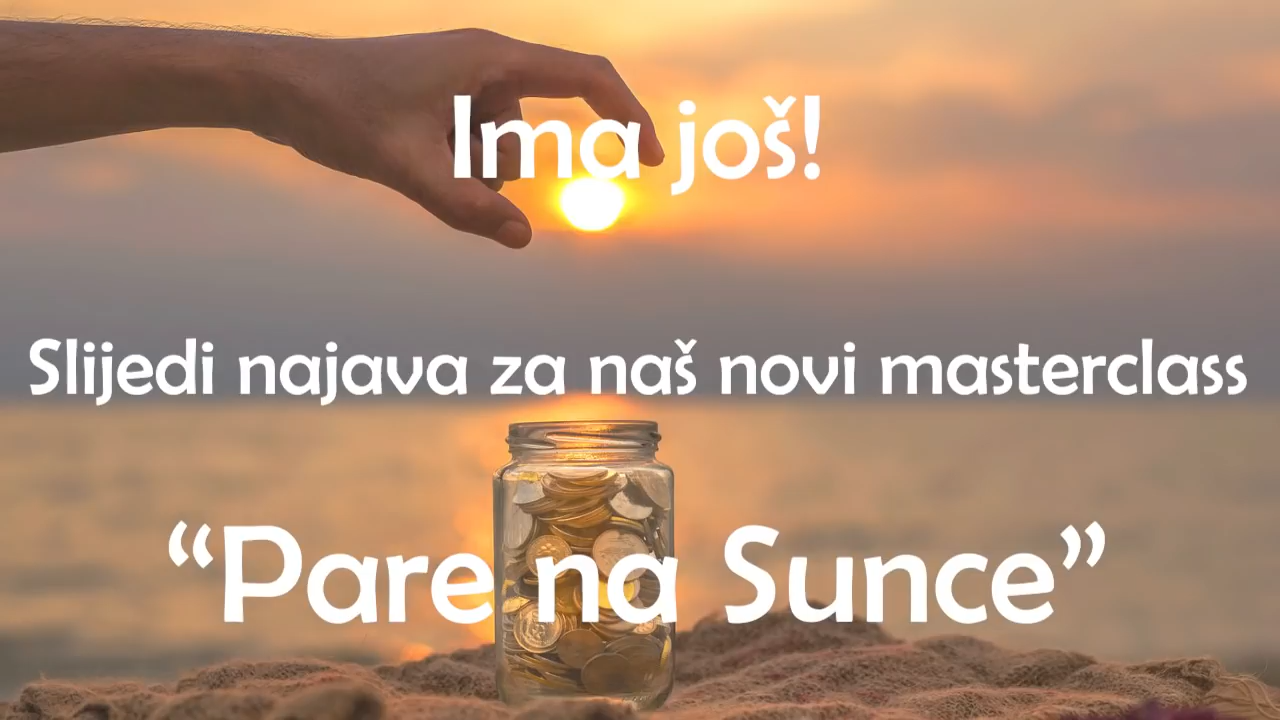 Ima još!
Slijedi najava za naš novi masterclass
“Pare na Sunce”